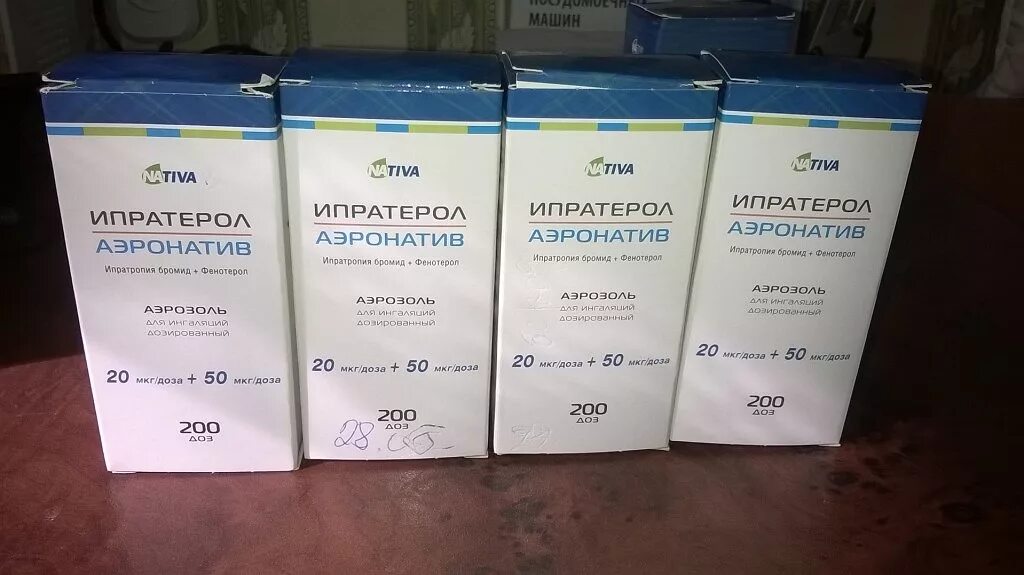 ПОСУДОМОЕЧН
МАШИН
NATIVA
ИПРАТЕРОЛ
АЭРОНАТИВ
Ипратропия бромид + Фенотерол
АЭРОЗОЛЬ
для ингаляций
дозированный
20 мкг/доза + 50 мкг/доза
200
доз
NATIVA
ИПРАТЕРОЛ
АЭРОНАТИВ
Ипратропия бромид + Фенотерол
АЭРОЗОЛЬ
для ингаляций
дозированный
20 мкг/доза + 50 мкг/доза
200
доз
28.
NATIVA
ИПРАТЕРОЛ
АЭРОНАТИВ
Ипратропия бромид + Фенотерол
АЭРОЗОЛЬ
для ингаляций
дозированный
20 мкг/доза + 50 мкг/доза
200
доз
NATIVA
ИПРАТЕРОЛ
АЭРОНАТИВ
Ипратропия бромид + Фенотерол
АЭРОЗОЛЬ
для ингаляций
дозированный
20 мкг/доза + 50 мкг/доза
200
доз